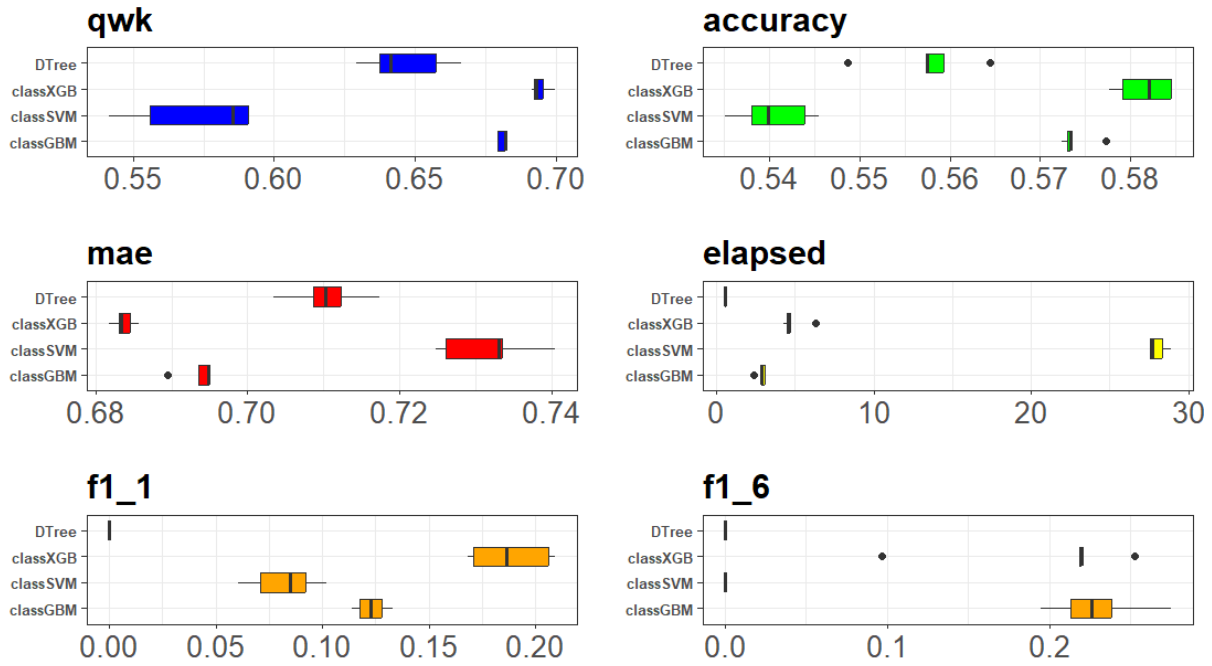 qwk
DTree
classXGB
classSVM
classGBM
0.55 0.60 0.65 0.70
accuracy
DTree
classXGB
classSVM
classGBM
0.54 0.55 0.56 0.57 0.58
mae
DTree
classXGB
classSVM
classGBM
0.68 0.70 0.72 0.74
elapsed
DTree
classXGB
classSVM
classGBM
0 10 20 30
f1_1
DTree
classXGB
classSVM
classGBM
0.00 0.05 0.10 0.15 0.20
f1_6
DTree
classXGB
classSVM
classGBM
0.0 0.1 0.2